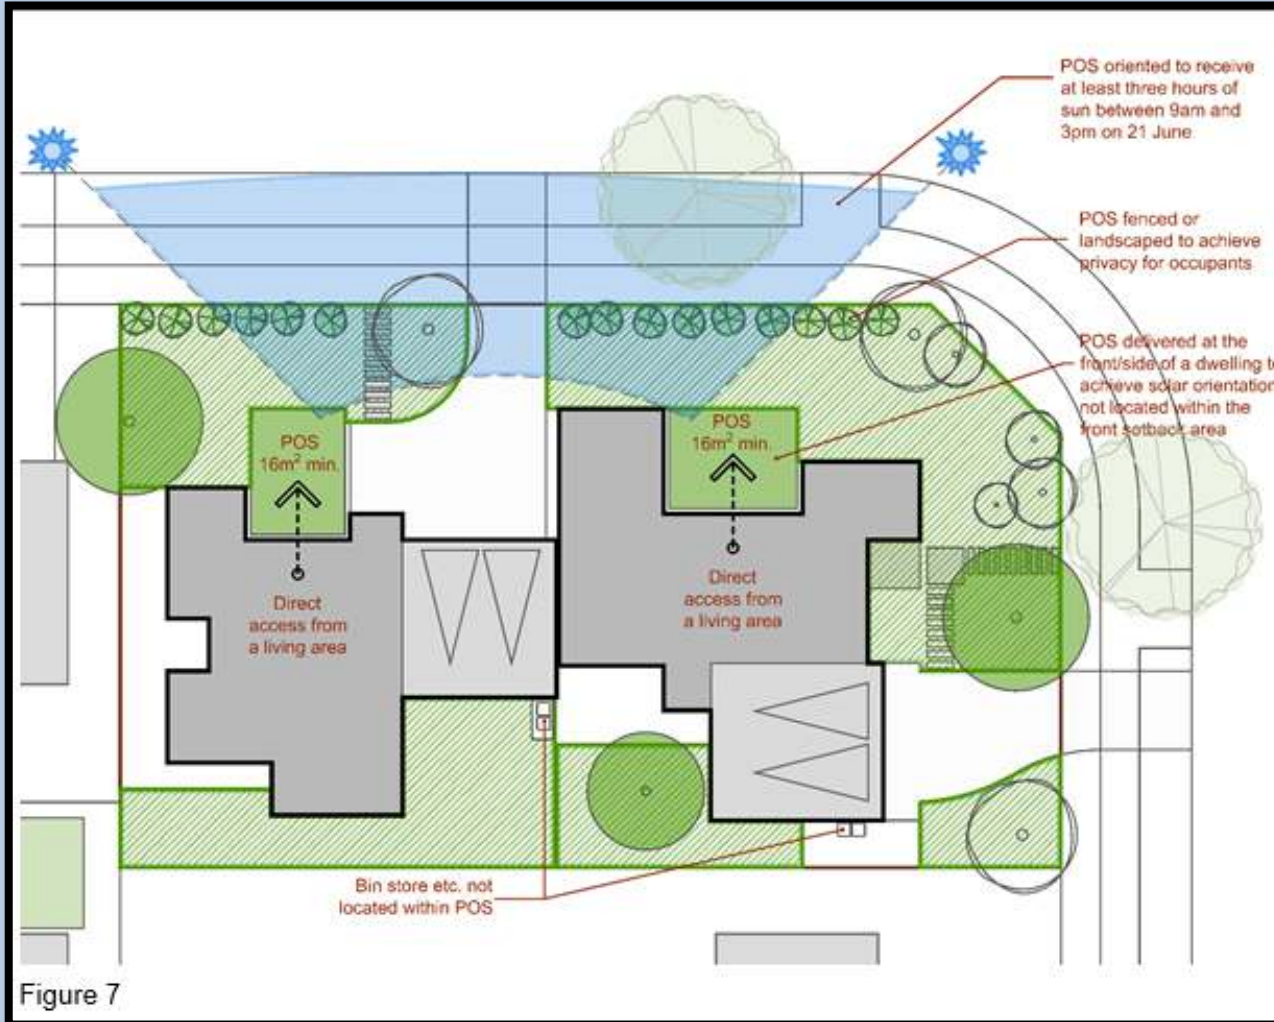 POS oriented to receive
at least three hours of
sun between 9am and
3pm on 21 June
POS fenced or
landscaped to achieve
privacy for occupants
POS delivered at the
front/side of a dwelling to
achieve solar orientation
not located within the
front setback area
POS
16m² min.
POS
16m² min.
Direct
access from
a living area
Direct
access from
a living area
Bin store etc. not
located within POS
Figure 7